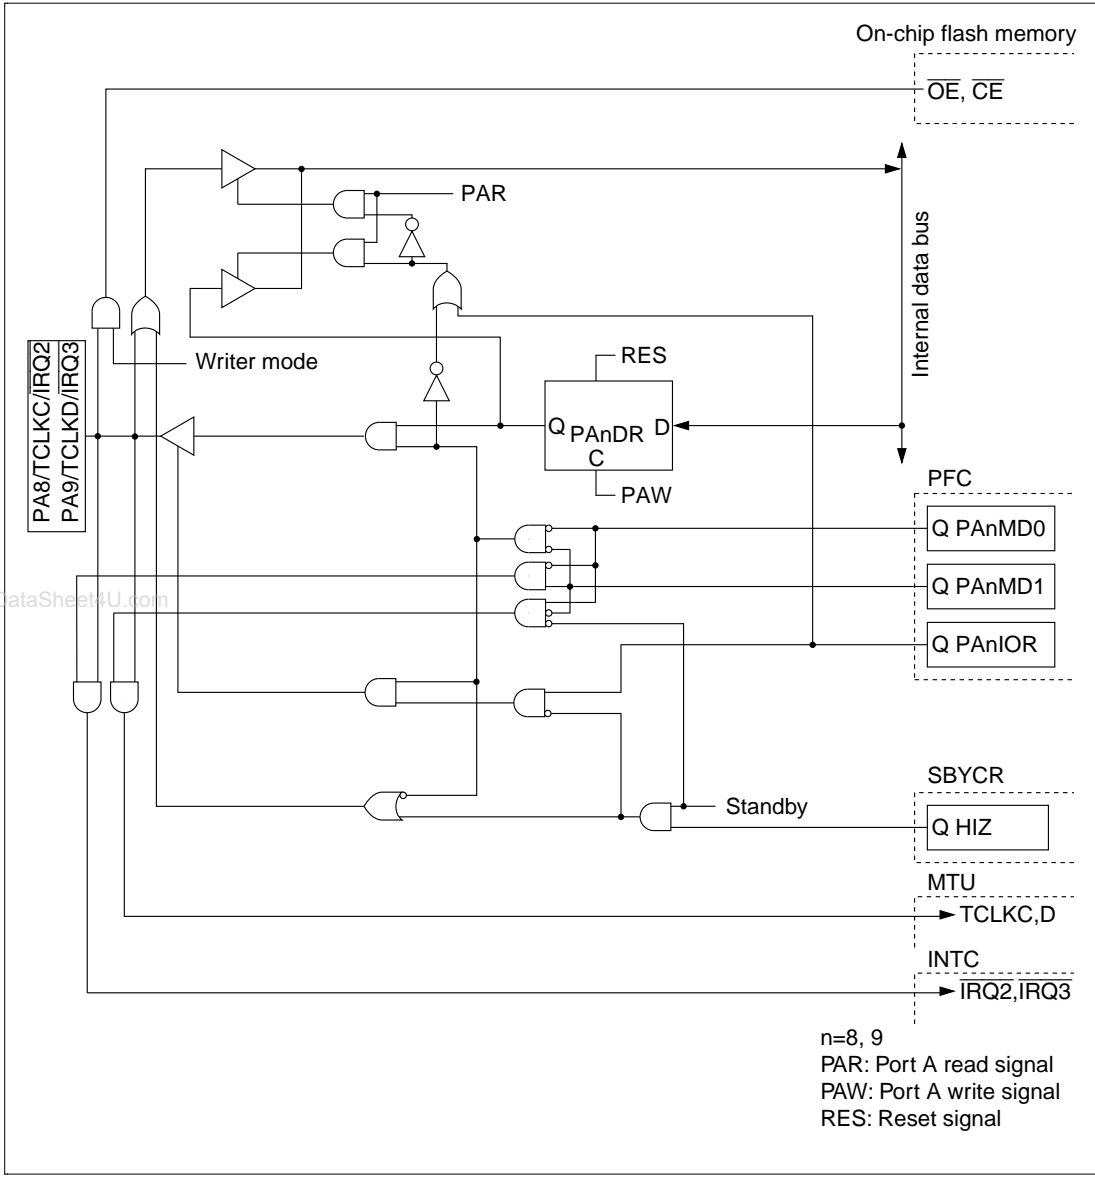 On-chip flash memory
OE, CE
PAR
Internal data bus
Writer mode
RES
PA8/TCLKC/IRQ2
PA9/TCLKD/IRQ3
Q PAnDR D
C
PAW
PFC
Q PAnMD0
Q PAnMD1
DataSheet4U.com
Q PAnIOR
SBYCR
Standby
Q HIZ
MTU
TCLKC,D
INTC
IRQ2,IRQ3
n=8, 9
PAR: Port A read signal
PAW: Port A write signal
RES: Reset signal